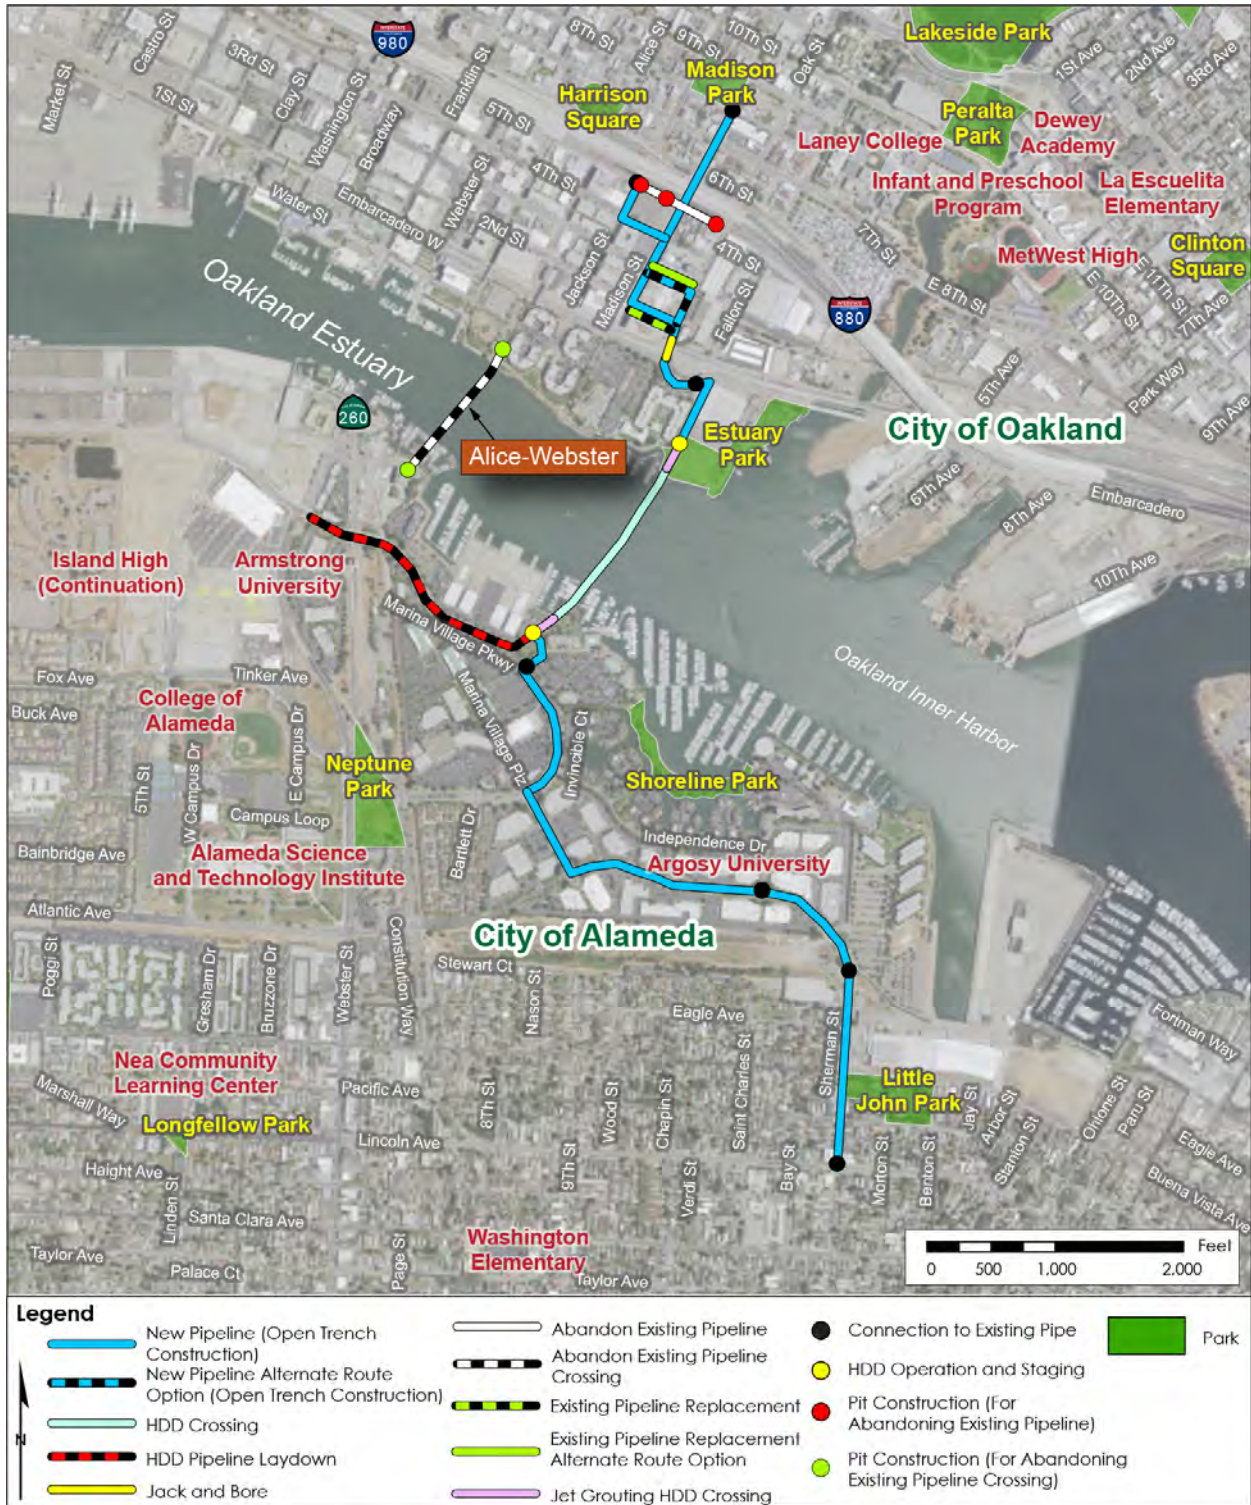 Lakeside Park
INTERSTATE
980
Castro St
3Rd St
Market St
1St St
Clay St
Washington St
Broadway
Franklin St
5Th St
8Th St
Alice St
9Th St
10Th St
Oak St
1St Ave
2Nd Ave
3Rd Ave
Madison
Park
Harrison
Square
Peralta
Park
Dewey
Academy
Laney College
Infant and Preschool
Program
La Escuelita
Elementary
MetWest High
Clinton
Square
4Th St
6Th St
Water St
Embarcadero W
Webster St
2Nd St
Jackson St
Madison St
4Th St
Fallon St
7Th St
E 8Th St
E 10Th St
E 11Th St
7Th Ave
INTERSTATE
880
5Th Ave
Park Way
9Th Ave
Oakland Estuary
260
Alice-Webster
Estuary
Park
City of Oakland
6Th Ave
8Th Ave
Embarcadero
10Th Ave
Island High
(Continuation)
Armstrong
University
Marina Village Pkwy
Oakland Inner Harbor
Fox Ave
Tinker Ave
Buck Ave
College of
Alameda
5Th St
W Campus Dr
E Campus Dr
Campus Loop
Neptune
Park
Marina Village Plz
Invincible Ct
Shoreline Park
Bartlett Dr
Independence Dr
Argosy University
Bainbridge Ave
Alameda Science
and Technology Institute
Atlantic Ave
City of Alameda
Poggi St
Gresham Dr
Bruzzone Dr
Webster St
Constitution Way
Stewart Ct
Nason St
Eagle Ave
Sherman St
Fortman Way
Nea Community
Learning Center
Marshall Way
Longfellow Park
Pacific Ave
Lincoln Ave
8Th St
Wood St
Chapin St
Saint Charles St
Little
John Park
Jay St
Arbor St
Stanton St
Ohlone St
Paru St
Eagle Ave
Buena Vista Ave
Haight Ave
Linden St
Santa Clara Ave
9Th St
Verdi St
Bay St
Morton St
Benton St
Taylor Ave
Palace Ct
Page St
Washington
Elementary
Taylor Ave
Feet
0 500 1,000 2,000
Legend
New Pipeline (Open Trench
Construction)
New Pipeline Alternate Route
Option (Open Trench Construction)
HDD Crossing
HDD Pipeline Laydown
Jack and Bore
Abandon Existing Pipeline
Abandon Existing Pipeline
Crossing
Existing Pipeline Replacement
Existing Pipeline Replacement
Alternate Route Option
Jet Grouting HDD Crossing
Connection to Existing Pipe
HDD Operation and Staging
Pit Construction (For
Abandoning Existing Pipeline)
Pit Construction (For Abandoning
Existing Pipeline Crossing)
Park
N